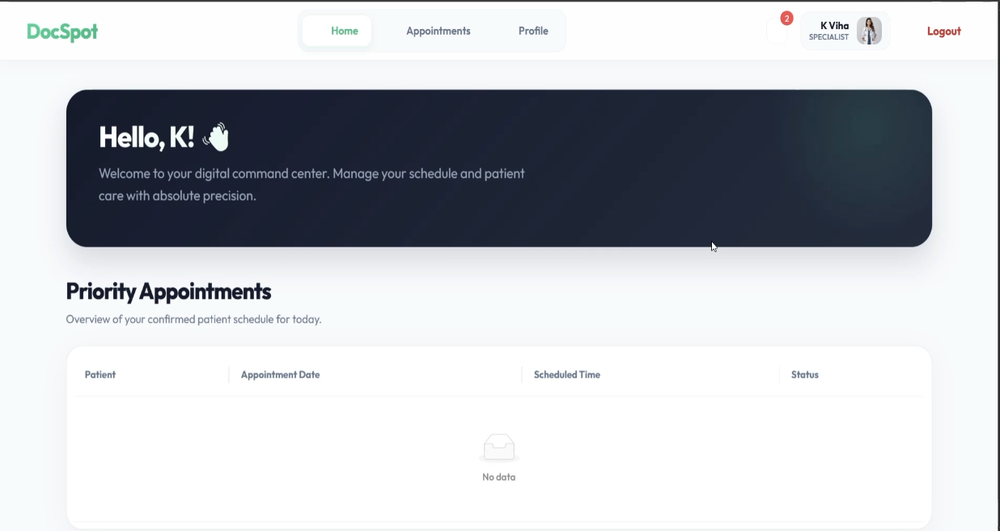 DocSpot
Home
Appointments
Profile
2
K Viha
SPECIALIST
Logout
Hello, K! 👋
Welcome to your digital command center. Manage your schedule and patient
care with absolute precision.
Priority Appointments
Overview of your confirmed patient schedule for today.
Patient
Appointment Date
Scheduled Time
Status
No data